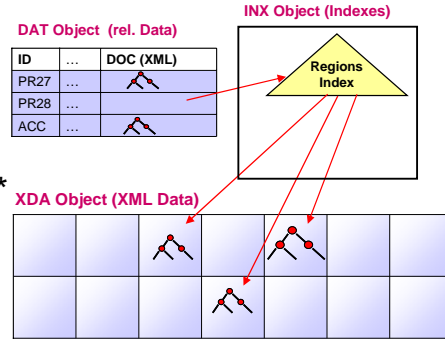 INX Object (Indexes)
DAT Object (rel. Data)
ID … DOC (XML)
PR27 …
PR28 …
ACC …
Regions
Index
*
XDA Object (XML Data)